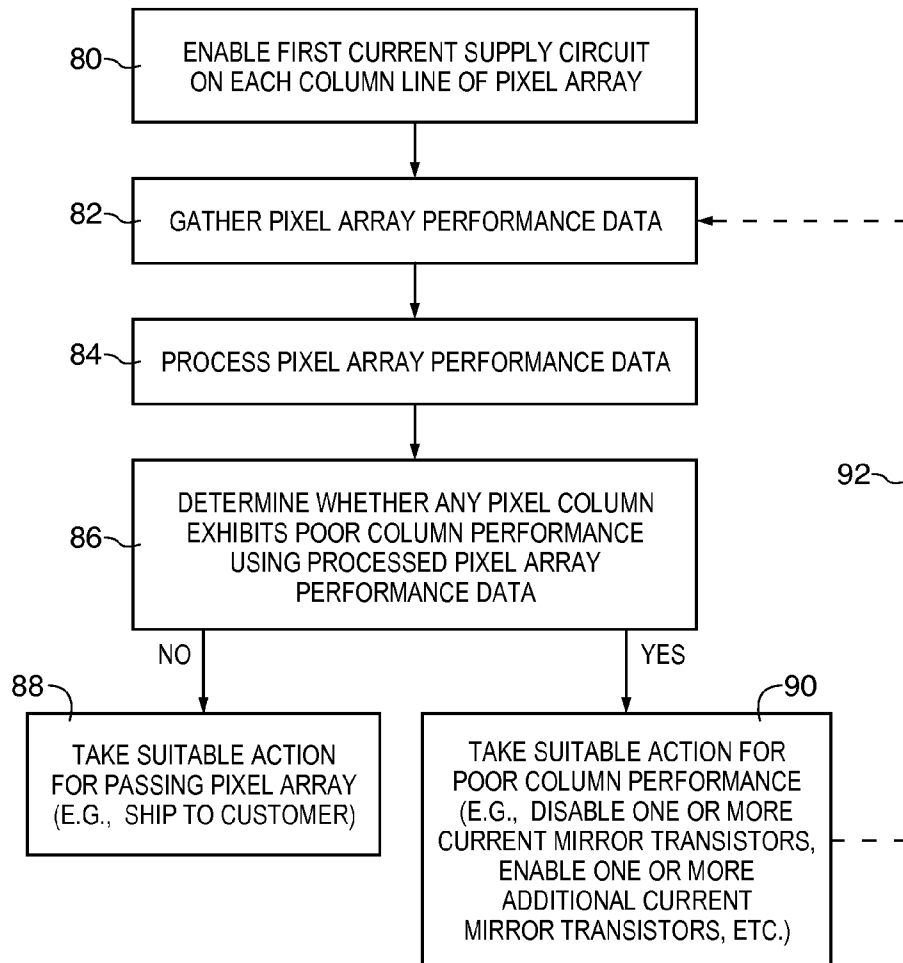 80
ENABLE FIRST CURRENT SUPPLY CIRCUIT
ON EACH COLUMN LINE OF PIXEL ARRAY
82
GATHER PIXEL ARRAY PERFORMANCE DATA
84
PROCESS PIXEL ARRAY PERFORMANCE DATA
92
86
DETERMINE WHETHER ANY PIXEL COLUMN
EXHIBITS POOR COLUMN PERFORMANCE
USING PROCESSED PIXEL ARRAY
PERFORMANCE DATA
NO
YES
88
TAKE SUITABLE ACTION
FOR PASSING PIXEL ARRAY
(E.G., SHIP TO CUSTOMER)
90
TAKE SUITABLE ACTION FOR
POOR COLUMN PERFORMANCE
(E.G., DISABLE ONE OR MORE
CURRENT MIRROR TRANSISTORS,
ENABLE ONE OR MORE
ADDITIONAL CURRENT
MIRROR TRANSISTORS, ETC.)